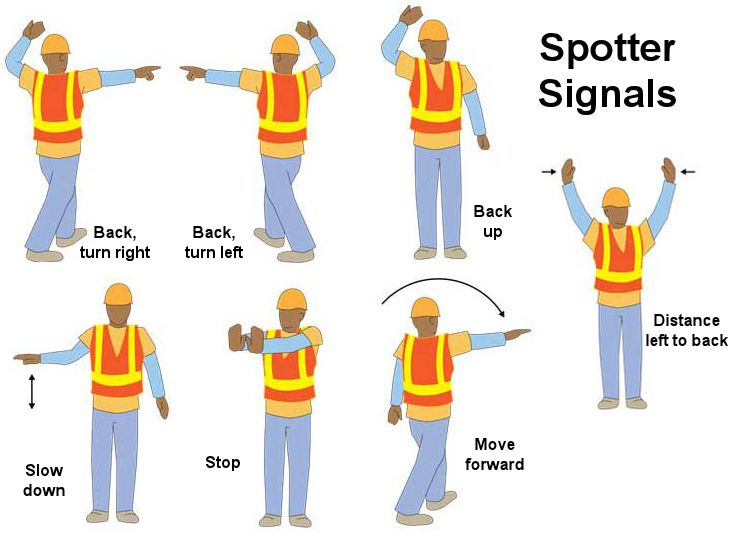 Spotter
Signals
Back,
turn right
Back,
turn left
Back
up
Distance
left to back
Slow
down
Stop
Move
forward